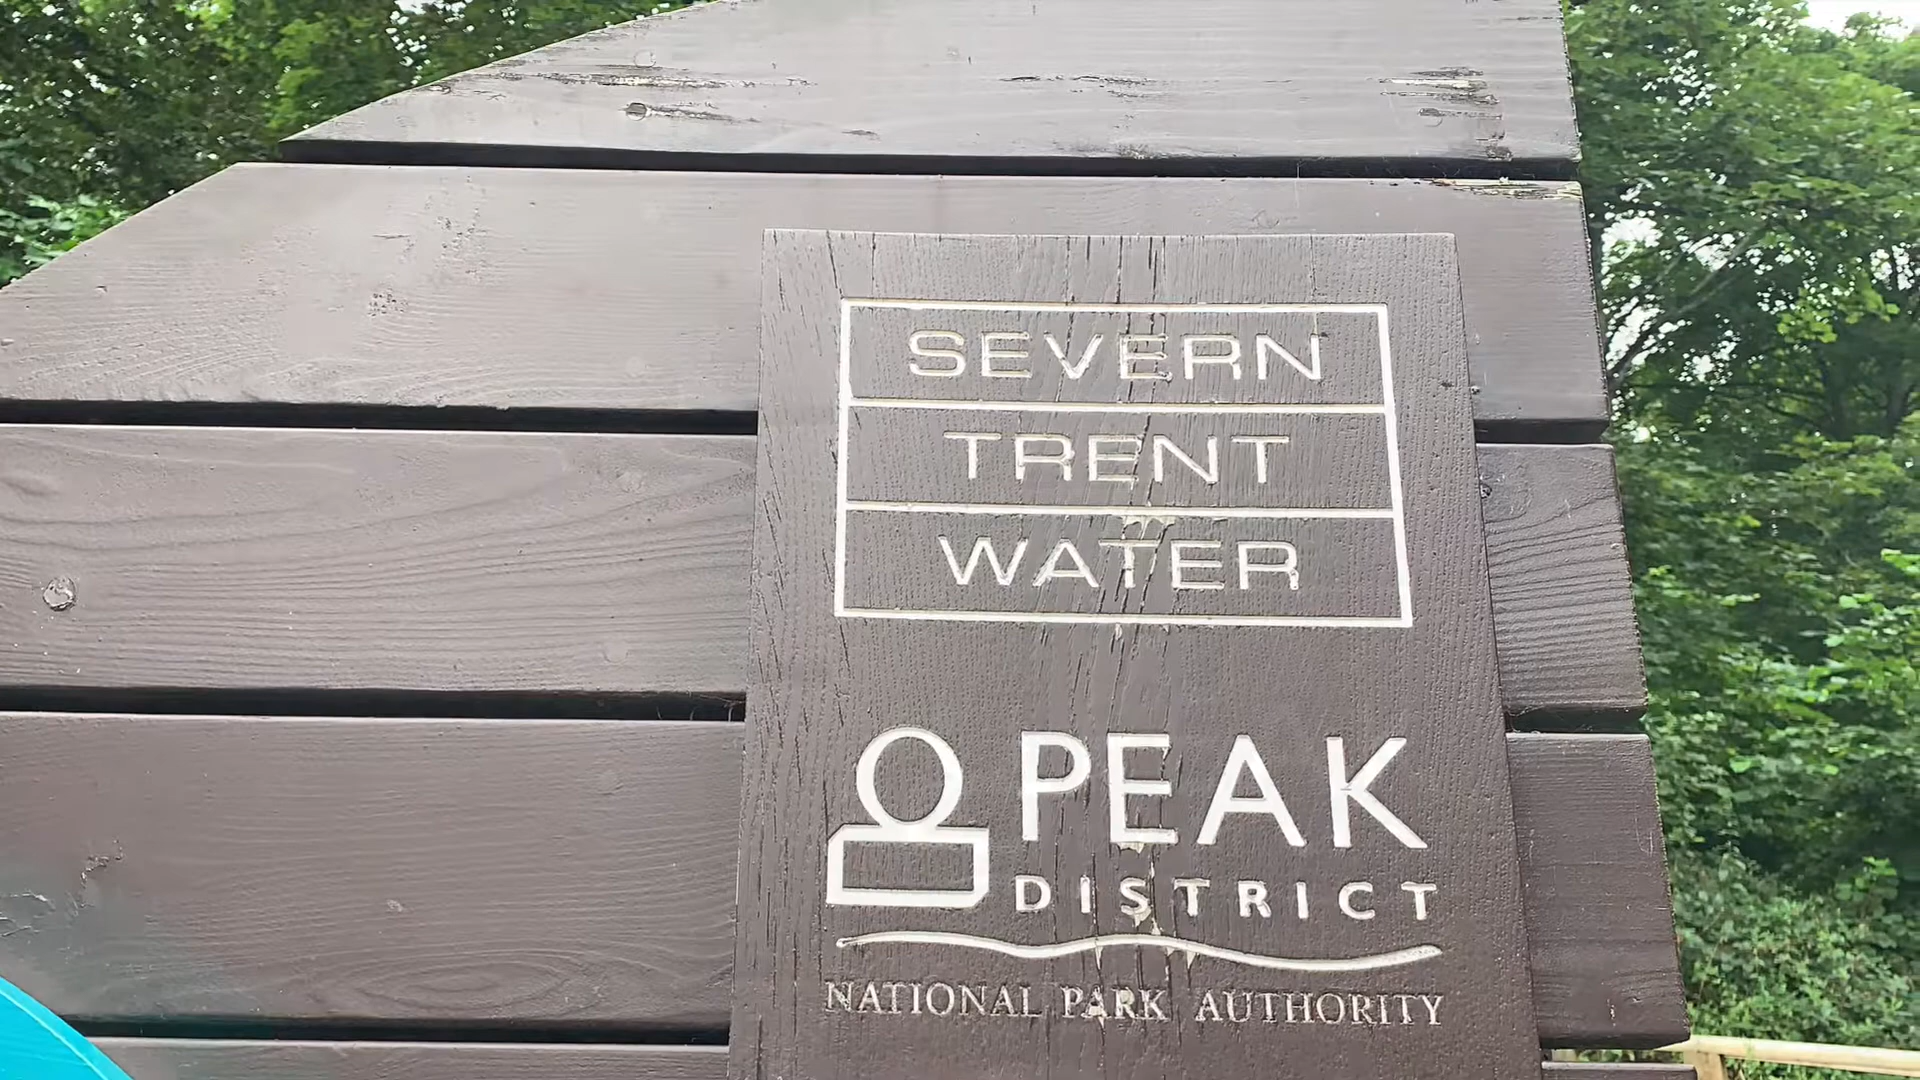 SEVERN
TRENT
WATER
PEAK
DISTRICT
NATIONAL PARK AUTHORITY